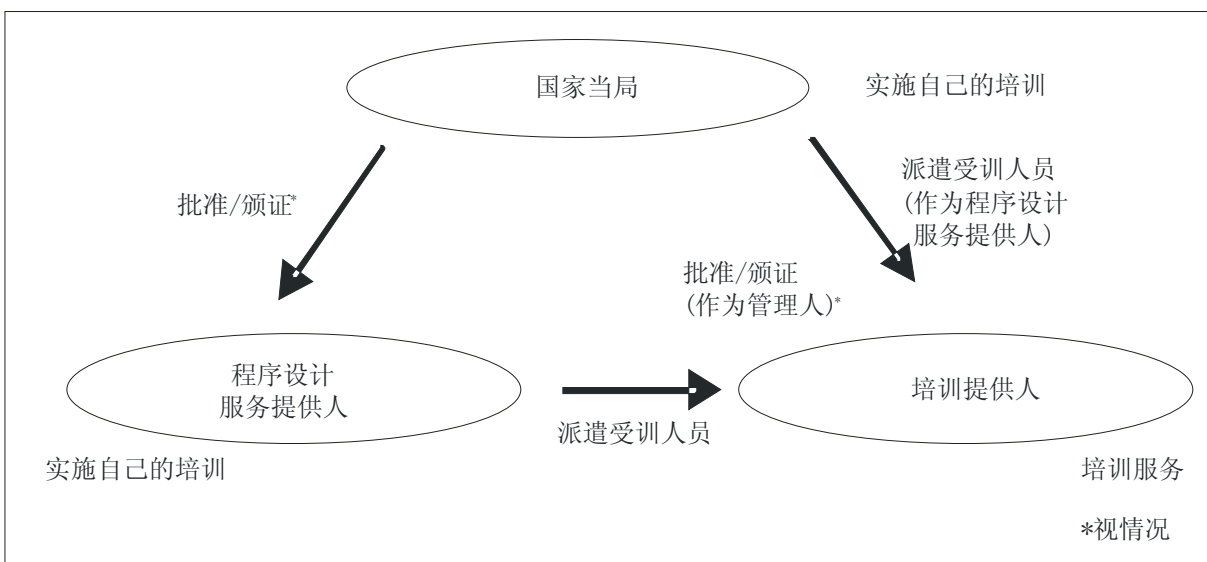 国家当局
实施自己的培训
批准/颁证*
派遣受训人员
(作为程序设计
服务提供人)
批准/颁证
(作为管理人)*
程序设计
服务提供人
培训提供人
派遣受训人员
实施自己的培训
培训服务
*视情况